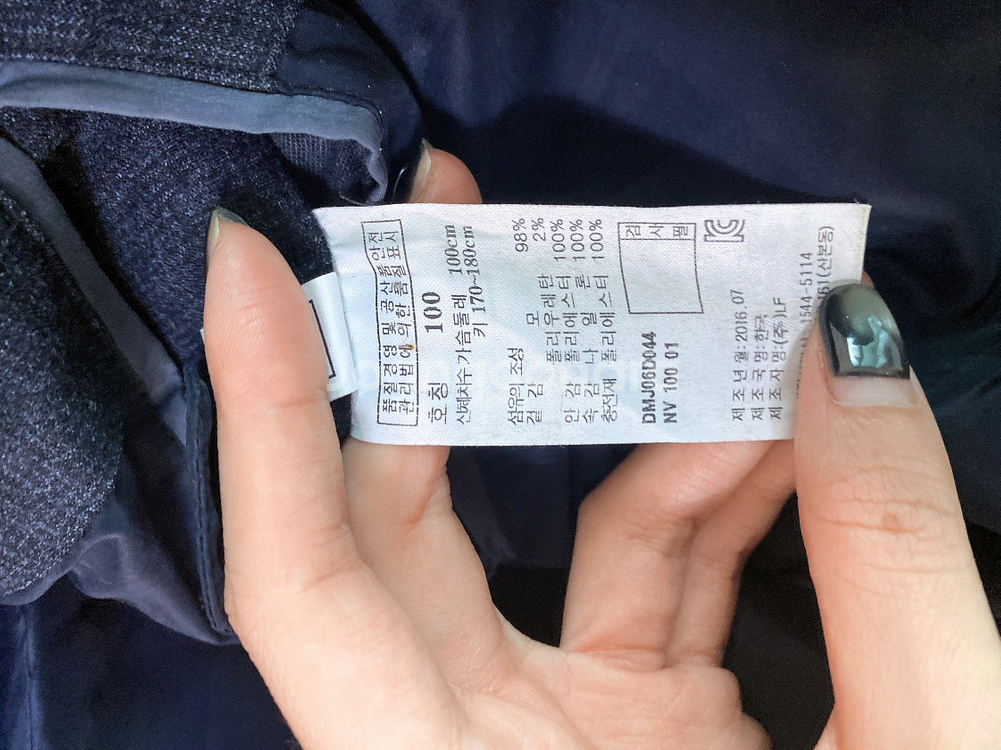 품질경영 및 공산품 안전
관리법에 의한 품질표시
호 칭 100
신체치수 가슴둘레 100cm
키 170~180cm
섬유의 조성
겉 감 모 98%
폴리우레탄 2%
안 감 폴리에스터 100%
속 감 나 일 론 100%
충전재 폴리에스터 100%
검 사 필
DMJ06D044
NV 100 01
제 조 년 월: 2016. 07
제 조 국 명: 한국
제 조 자 명: (주)LF
1544-5114
(산본동)